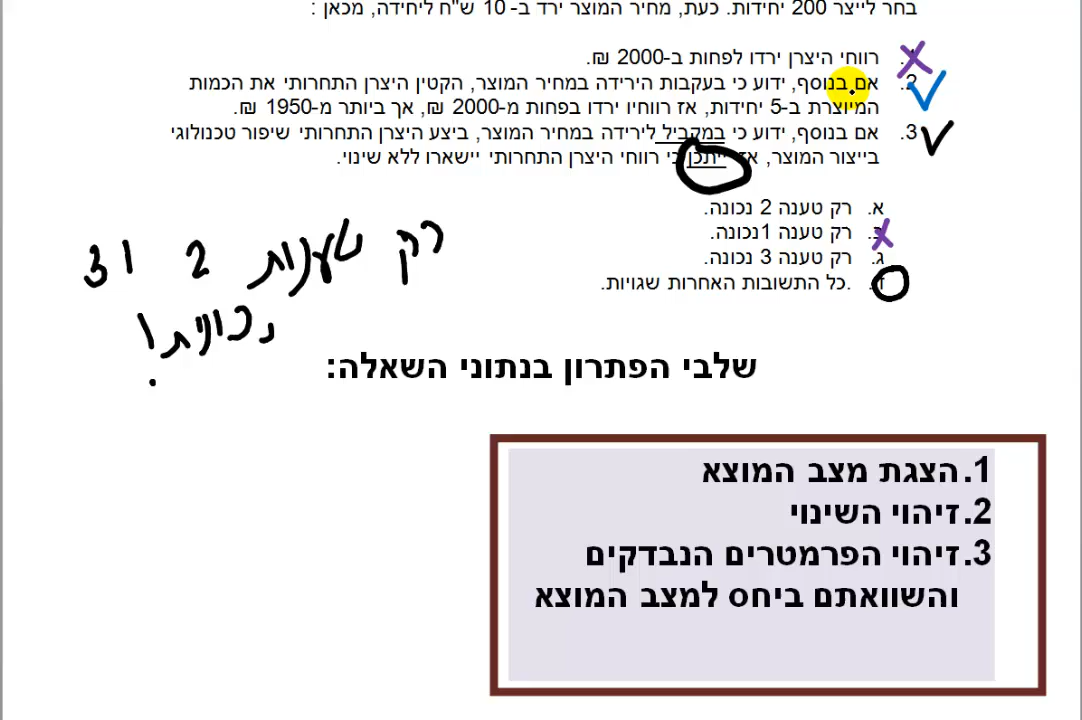 בחר לייצר 200 יחידות. כעת, מחיר המוצר ירד ב- 10 ש"ח ליחידה, מכאן :
1. רווחי היצרן ירדו לפחות ב-2000 ₪.
2. אם בנוסף, ידוע כי בעקבות הירידה במחיר המוצר, הקטין היצרן התחרותי את הכמות
המיוצרת ב-5 יחידות, אז רווחיו ירדו בפחות מ-2000 ₪, אך ביותר מ-1950 ₪.
3. אם בנוסף, ידוע כי במקביל לירידה במחיר המוצר, ביצע היצרן התחרותי שיפור טכנולוגי
בייצור המוצר, אז ייתכן כי רווחי היצרן התחרותי יישארו ללא שינוי.
א. רק טענה 2 נכונה.
ב. רק טענה 1נכונה.
ג. רק טענה 3 נכונה.
ד. .כל התשובות האחרות שגויות.
רק טענות 2 ו 3
נכונות!
שלבי הפתרון בנתוני השאלה:
1.הצגת מצב המוצא
2.זיהוי השינוי
3.זיהוי הפרמטרים הנבדקים
והשוואתם ביחס למצב המוצא